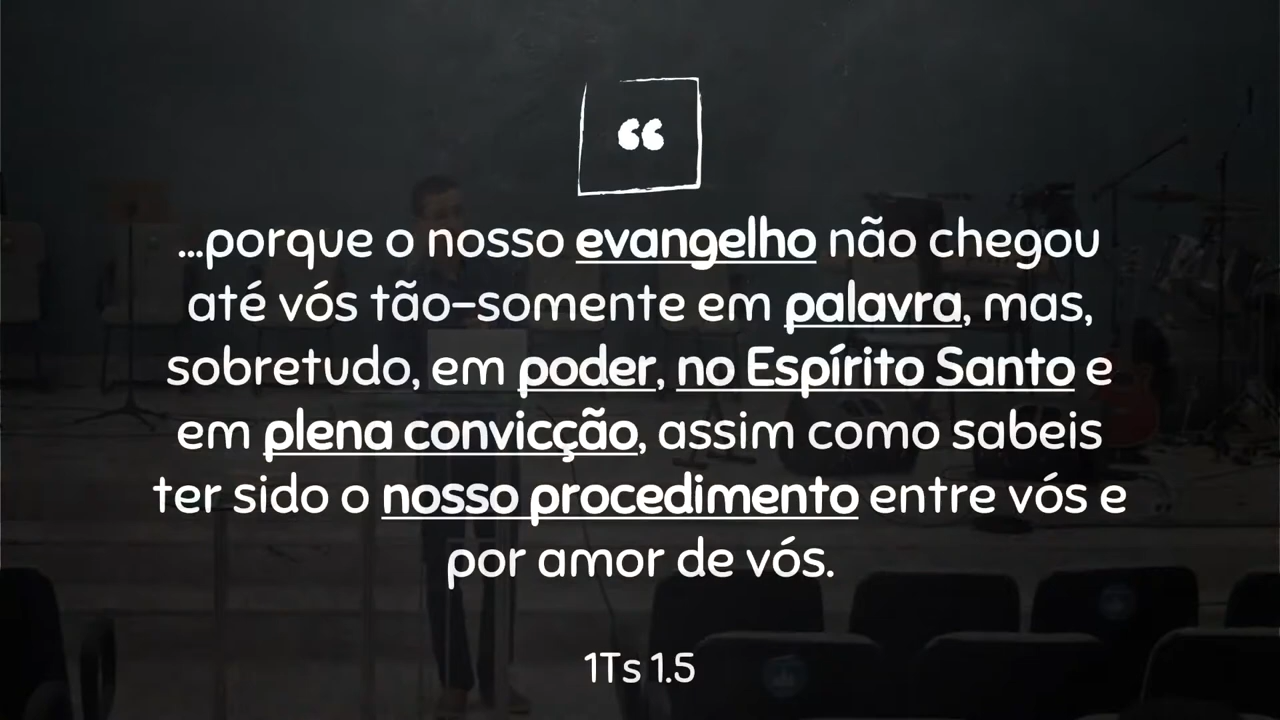 “
...porque o nosso evangelho não chegou
até vós tão-somente em palavra, mas,
sobretudo, em poder, no Espírito Santo e
em plena convicção, assim como sabeis
ter sido o nosso procedimento entre vós e
por amor de vós.
1Ts 1.5